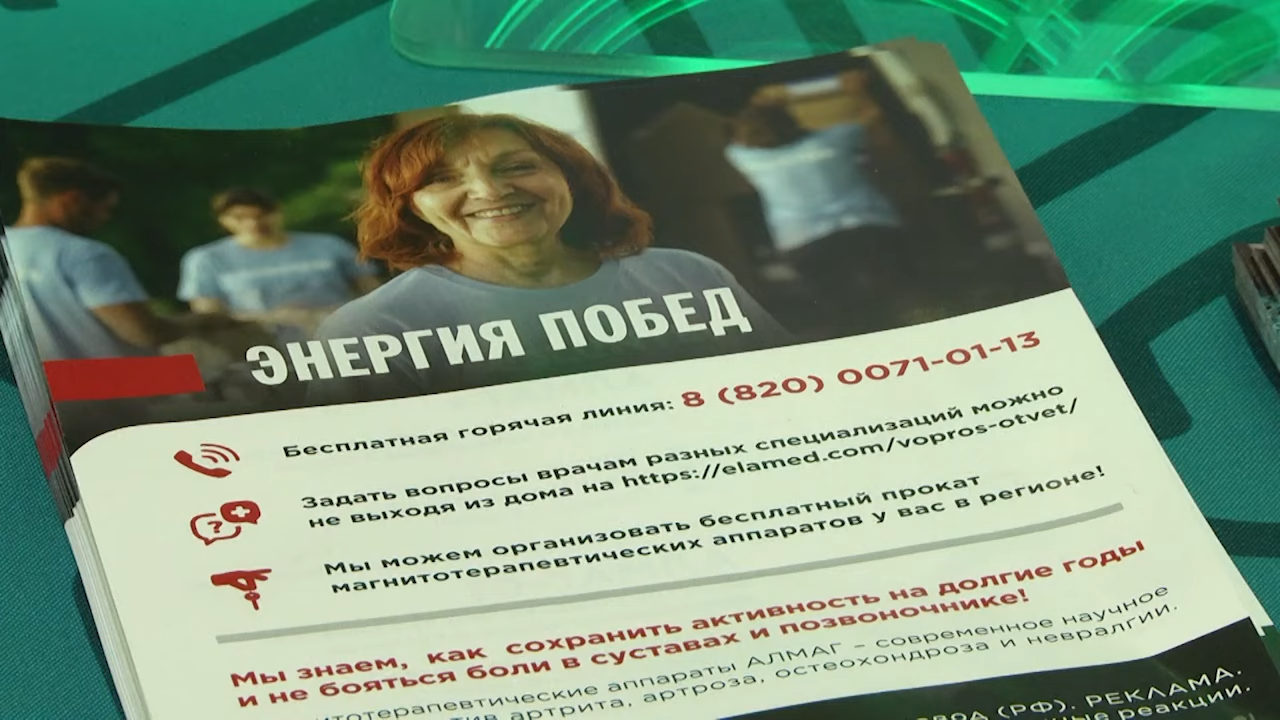 ЭНЕРГИЯ ПОБЕД
Бесплатная горячая линия: 8 (820) 0071-01-13
Задать вопросы врачам разных специализаций можно
не выходя из дома на https://elamed.com/vopros-otvet/
Мы можем организовать бесплатный прокат
магнитотерапевтических аппаратов у вас в регионе!
Мы знаем, как сохранить активность на долгие годы
и не бояться боли в суставах и позвоночнике!
аппараты АЛМАГ – современное научное
артрита, артроза, остеохондроза и невралгии.
(РФ). РЕКЛАМА.
реакции.